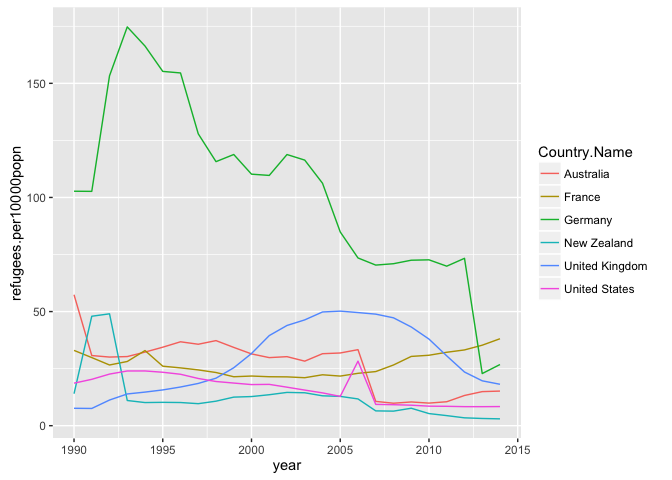 150
100
50
0
refugees.per10000popn
1990
1995
2000
2005
2010
2015
year
Country.Name
Australia
France
Germany
New Zealand
United Kingdom
United States